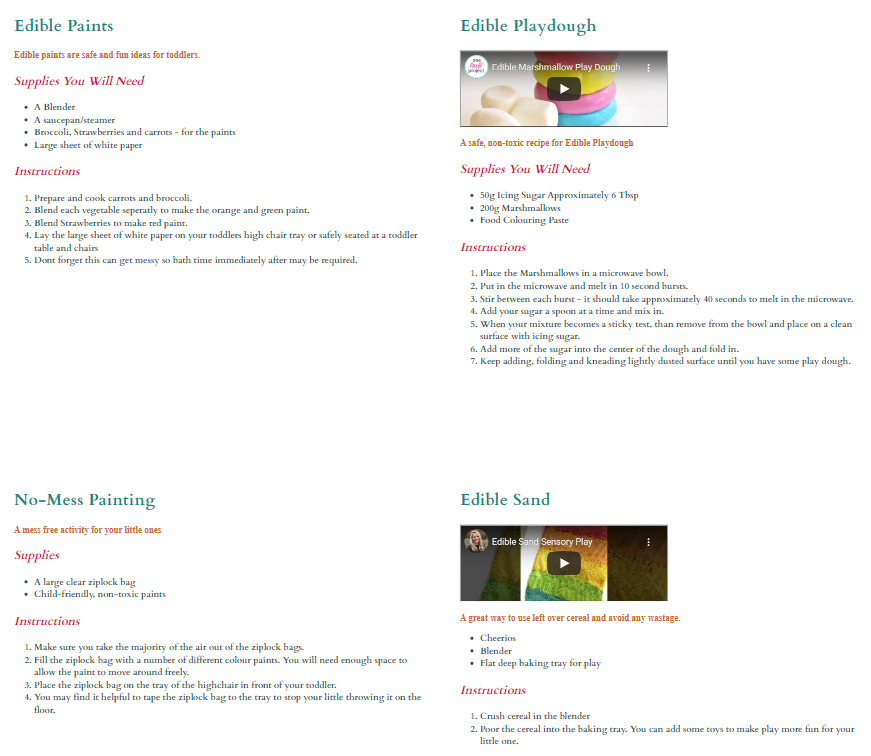 Edible Paints
Edible paints are safe and fun ideas for toddlers.
Supplies You Will Need
A Blender
A saucepan/steamer
Broccoli, Strawberries and carrots - for the paints
Large sheet of white paper
Instructions
1. Prepare and cook carrots and broccoli.
2. Blend each vegetable seperatly to make the orange and green paint.
3. Blend Strawberries to make red paint.
4. Lay the large sheet of white paper on your toddlers high chair tray or safely seated at a toddler
table and chairs
5. Dont forget this can get messy so bath time immediately after may be required.
Edible Playdough
one little project
Edible Marshmallow Play Dough
A safe, non-toxic recipe for Edible Playdough
Supplies You Will Need
50g Icing Sugar Approximately 6 Tbsp
200g Marshmallows
Food Colouring Paste
Instructions
1. Place the Marshmallows in a microwave bowl.
2. Put in the microwave and melt in 10 second bursts.
3. Stir between each burst - it should take approximately 40 seconds to melt in the microwave.
4. Add your sugar a spoon at a time and mix in.
5. When your mixture becomes a sticky test, than remove from the bowl and place on a clean
surface with icing sugar.
6. Add more of the sugar into the center of the dough and fold in.
7. Keep adding, folding and kneading lightly dusted surface until you have some play dough.
No-Mess Painting
A mess free activity for your little ones
Supplies
A large clear ziplock bag
Child-friendly, non-toxic paints
Instructions
1. Make sure you take the majority of the air out of the ziplock bags.
2. Fill the ziplock bag with a number of different colour paints. You will need enough space to
allow the paint to move around freely.
3. Place the ziplock bag on the tray of the highchair in front of your toddler.
4. You may find it helpful to tape the ziplock bag to the tray to stop your little throwing it on the
floor.
Edible Sand
Edible Sand Sensory Play
A great way to use left over cereal and avoid any wastage.
Cheerios
Blender
Flat deep baking tray for play
Instructions
1. Crush cereal in the blender
2. Poor the cereal into the baking tray. You can add some toys to make play more fun for your
little one.